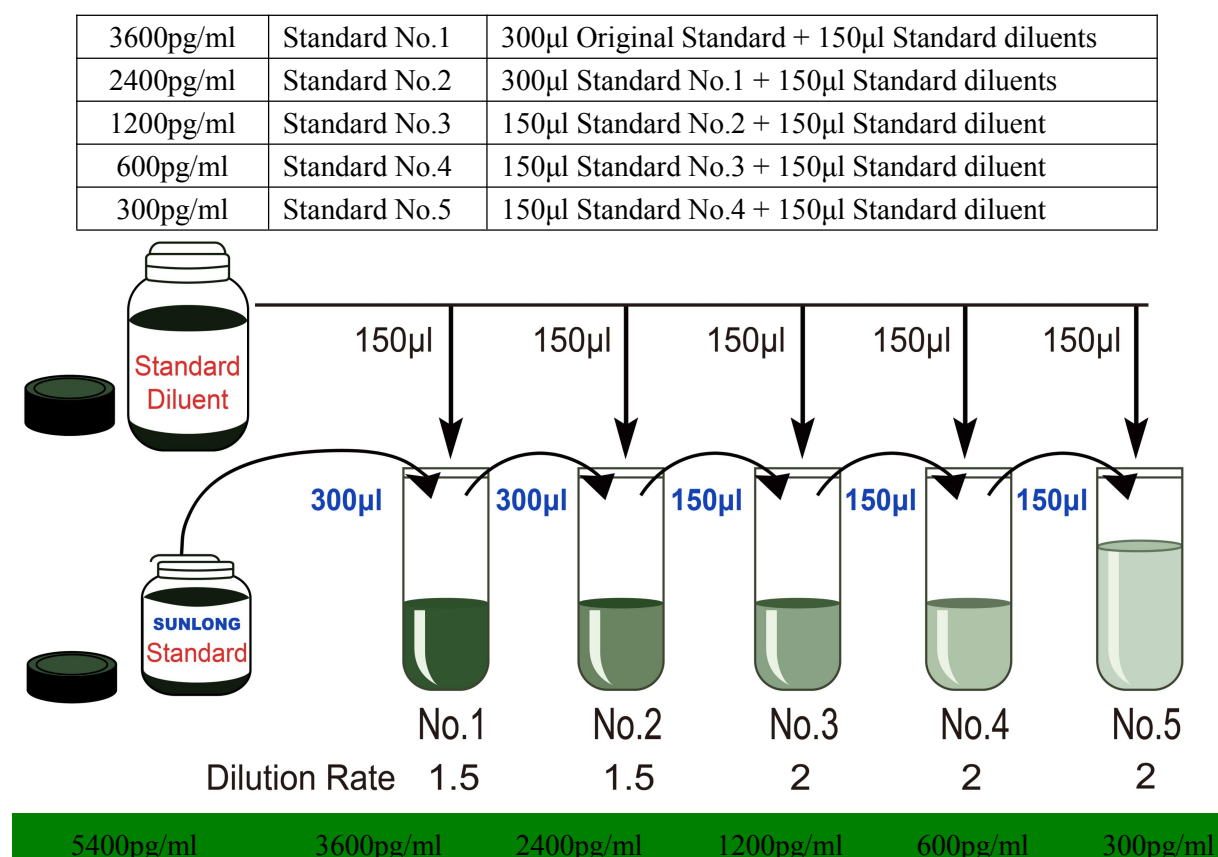 3600pg/ml Standard No.1 300μl Original Standard + 150μl Standard diluents
2400pg/ml Standard No.2 300μl Standard No.1 + 150μl Standard diluents
1200pg/ml Standard No.3 150μl Standard No.2 + 150μl Standard diluent
600pg/ml Standard No.4 150μl Standard No.3 + 150μl Standard diluent
300pg/ml Standard No.5 150μl Standard No.4 + 150μl Standard diluent
150μl 150μl 150μl 150μl 150μl
Standard
Diluent
300μl 300μl 150μl 150μl 150μl
SUNLONG
Standard
No.1 No.2 No.3 No.4 No.5
Dilution Rate 1.5 1.5 2 2 2
5400pg/ml 3600pg/ml 2400pg/ml 1200pg/ml 600pg/ml 300pg/ml